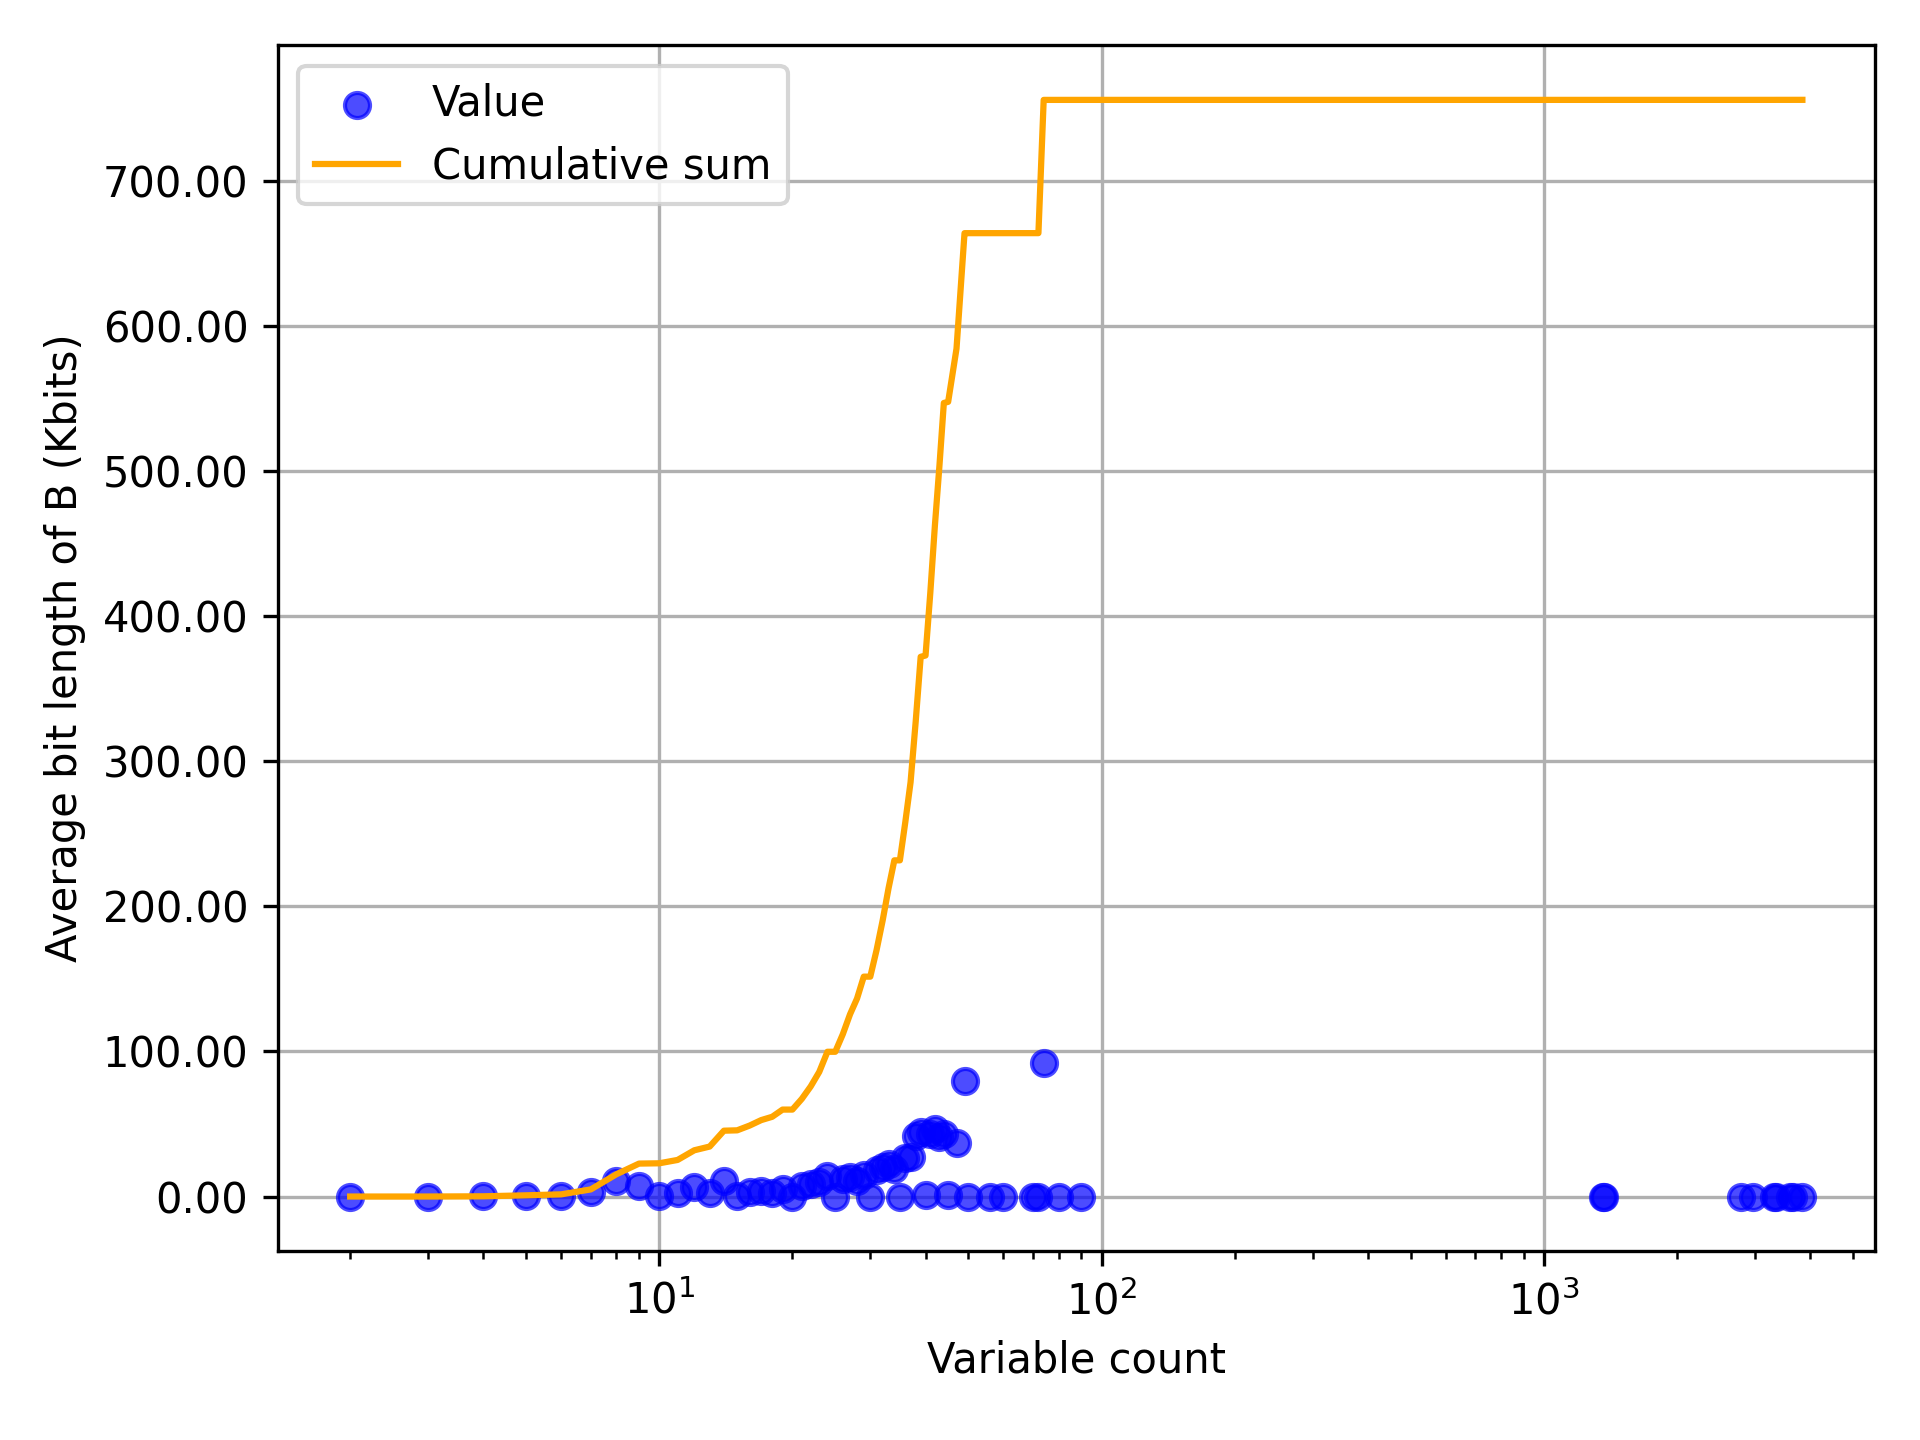 Value
Cumulative sum
700.00
600.00
500.00
400.00
300.00
200.00
100.00
0.00
Average bit length of B (Kbits)
10¹ 10² 10³
Variable count